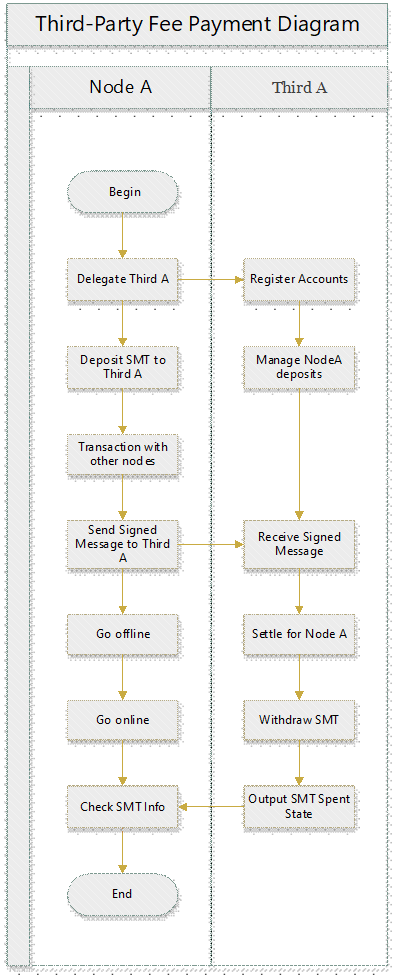 Third-Party Fee Payment Diagram
Node A
Third A
Begin
Delegate Third A
Register Accounts
Deposit SMT to
Third A
Manage NodeA
deposits
Transaction with
other nodes
Send Signed
Message to Third
A
Receive Signed
Message
Go offline
Settle for Node A
Go online
Withdraw SMT
Check SMT Info
Output SMT Spent
State
End